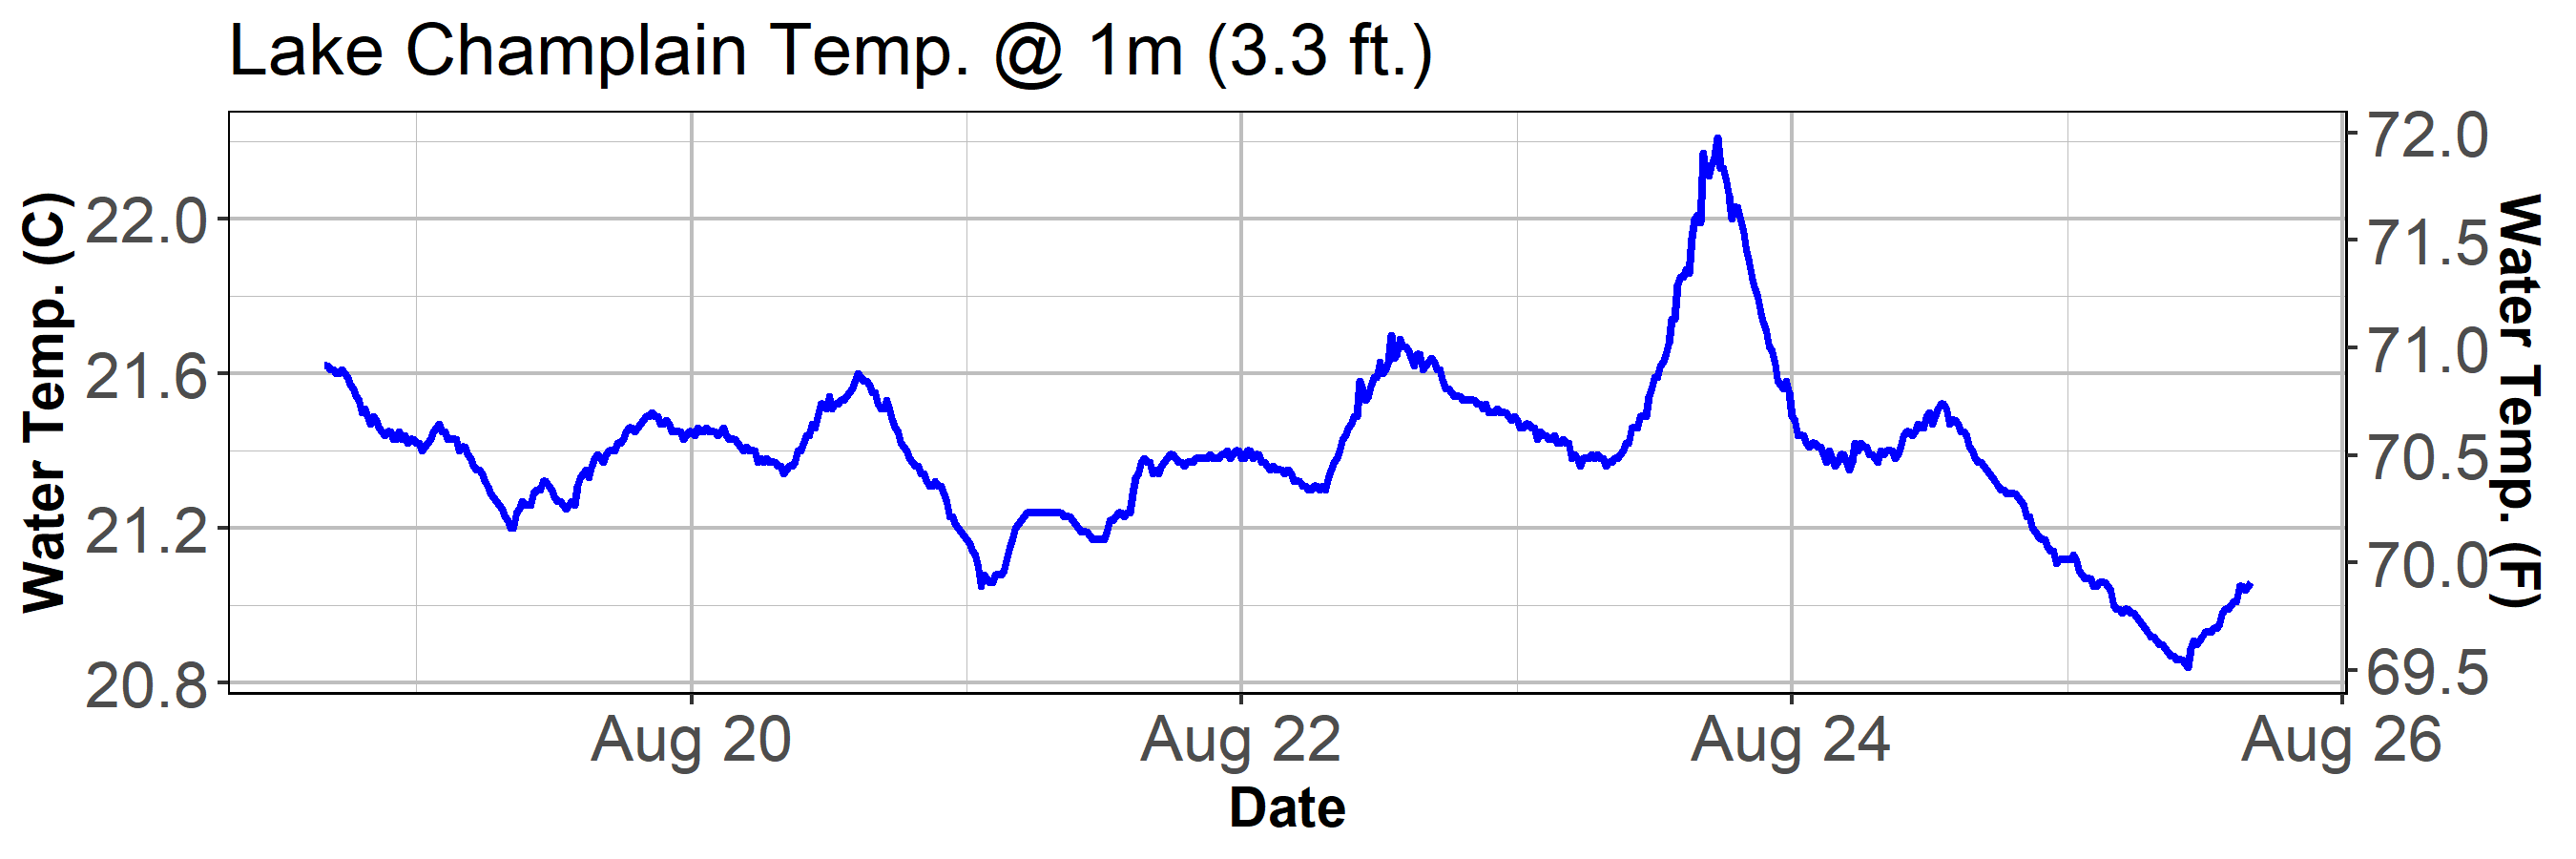 Lake Champlain Temp. @ 1m (3.3 ft.)
Water Temp. (C)
22.0
21.6
21.2
20.8
72.0
71.5
71.0
70.5
70.0
69.5
Water Temp. (F)
Aug 20 Aug 22 Aug 24 Aug 26
Date